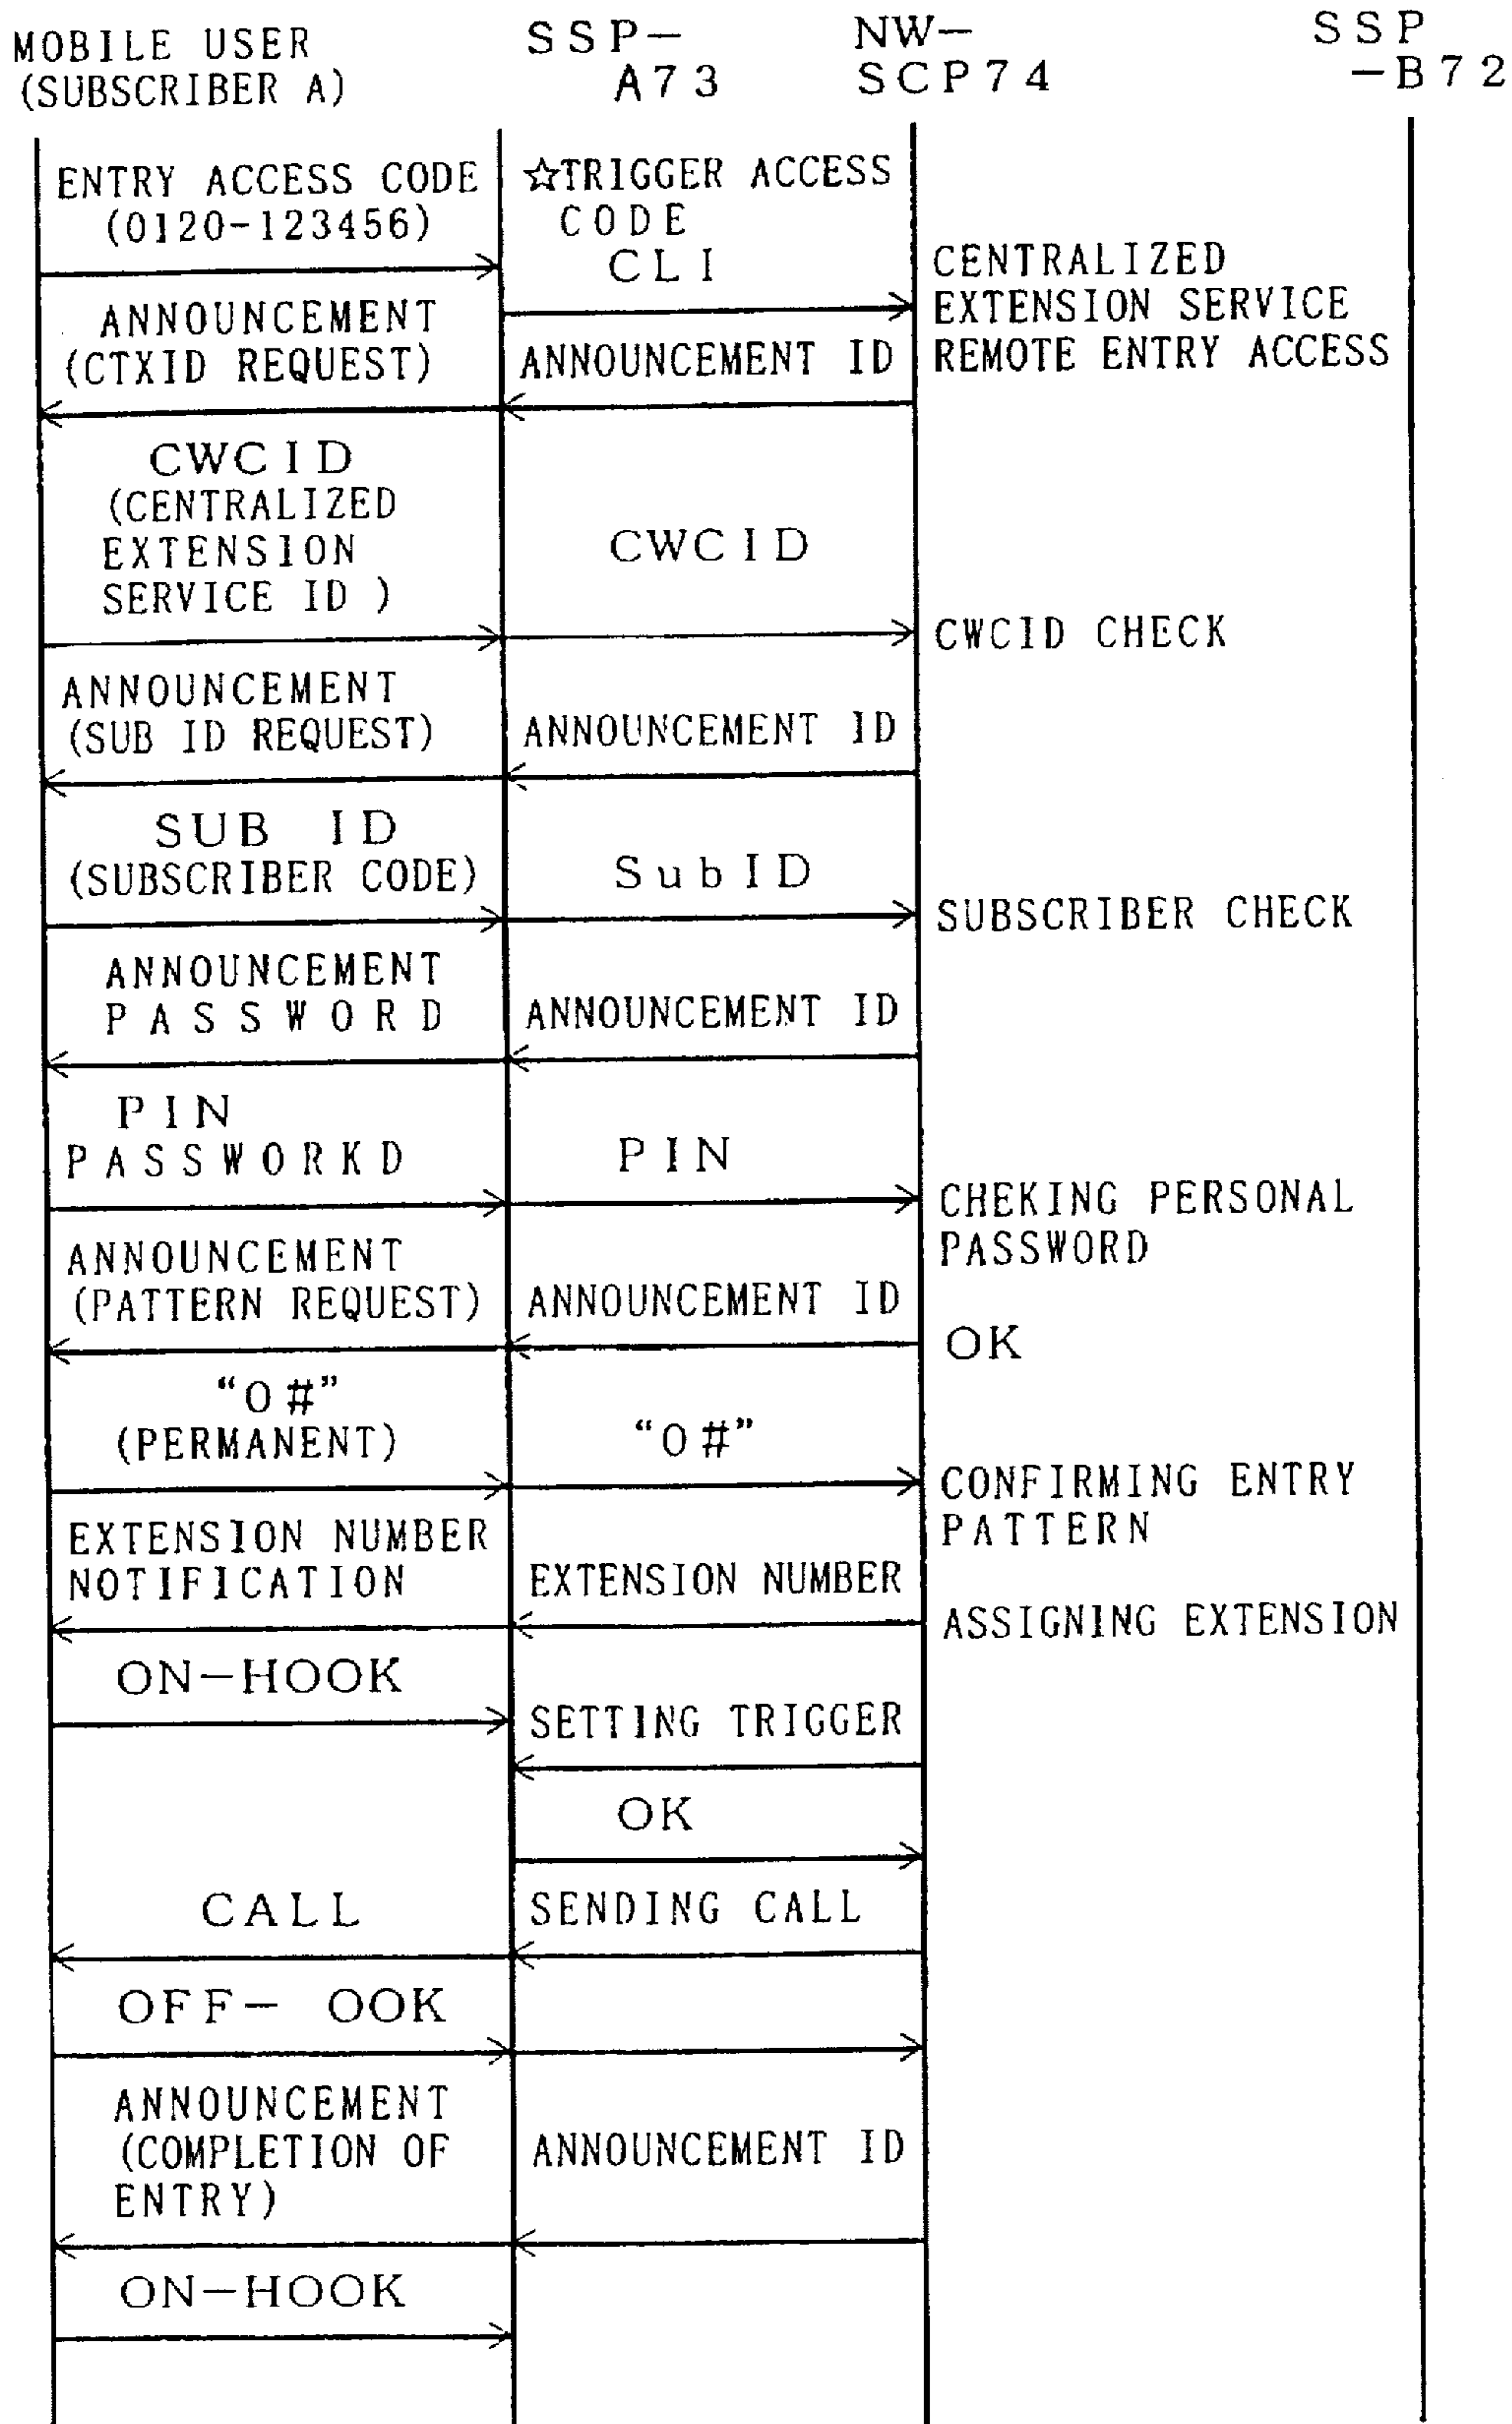 MOBILE USER
(SUBSCRIBER A)
SSP-
A73
NW-
SCP74
SSP
-B72
ENTRY ACCESS CODE
(0120-123456)
☆TRIGGER ACCESS
CODE
CLI
CENTRALIZED
EXTENSION SERVICE
REMOTE ENTRY ACCESS
ANNOUNCEMENT
(CTXID REQUEST)
ANNOUNCEMENT ID
CWCID
(CENTRALIZED
EXTENSION
SERVICE ID )
CWCID
CWCID CHECK
ANNOUNCEMENT
(SUB ID REQUEST)
ANNOUNCEMENT ID
SUB ID
(SUBSCRIBER CODE)
SubID
SUBSCRIBER CHECK
ANNOUNCEMENT
PASSWORD
ANNOUNCEMENT ID
PIN
PASSWORKD
PIN
CHEKING PERSONAL
PASSWORD
ANNOUNCEMENT
(PATTERN REQUEST)
ANNOUNCEMENT ID
OK
“0#”
(PERMANENT)
“0#”
CONFIRMING ENTRY
PATTERN
EXTENSION NUMBER
NOTIFICATION
EXTENSION NUMBER
ASSIGNING EXTENSION
ON-HOOK
SETTING TRIGGER
OK
CALL
SENDING CALL
OFF- OOK
ANNOUNCEMENT
(COMPLETION OF
ENTRY)
ANNOUNCEMENT ID
ON-HOOK